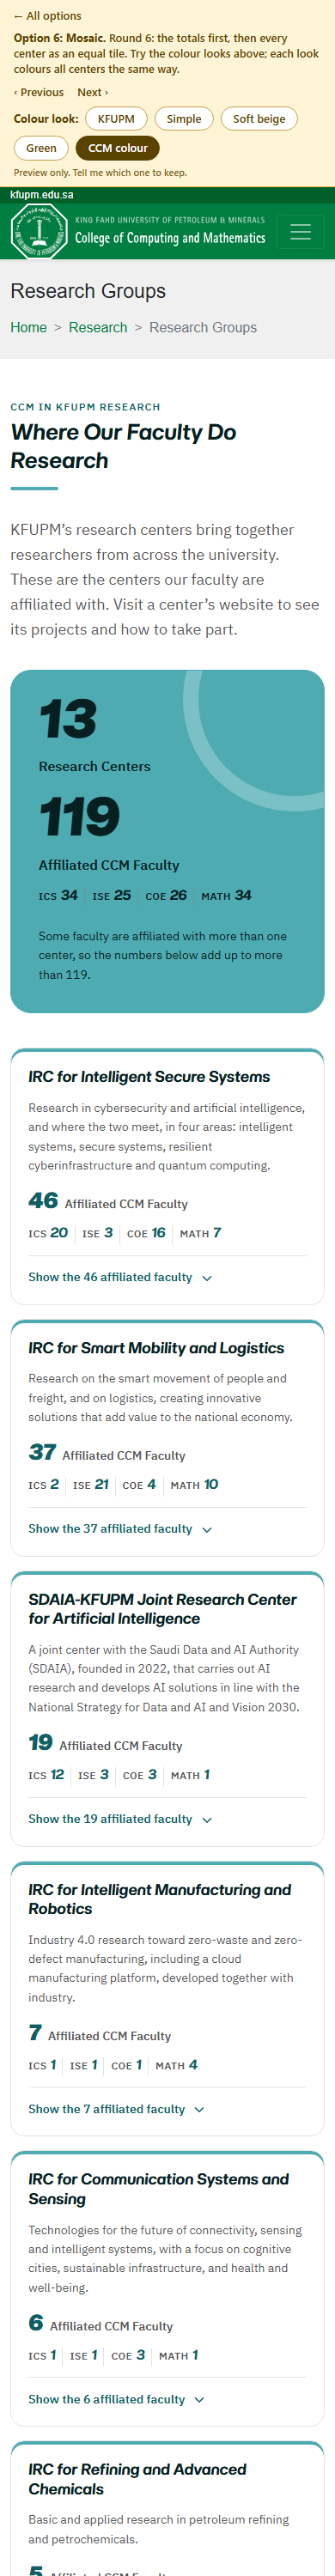 ← All options
Option 6: Mosaic. Round 6: the totals first, then every
center as an equal tile. Try the colour looks above; each look
colours all centers the same way.
‹ Previous Next ›
Colour look: KFUPM Simple Soft beige
Green CCM colour
Preview only. Tell me which one to keep.
kfupm.edu.sa
KING FAHD UNIVERSITY OF PETROLEUM & MINERALS
College of Computing and Mathematics
Research Groups
Home > Research > Research Groups
CCM IN KFUPM RESEARCH
Where Our Faculty Do
Research
KFUPM’s research centers bring together
researchers from across the university.
These are the centers our faculty are
affiliated with. Visit a center’s website to see
its projects and how to take part.
13
Research Centers
119
Affiliated CCM Faculty
ICS 34 ISE 25 COE 26 MATH 34
Some faculty are affiliated with more than one
center, so the numbers below add up to more
than 119.
IRC for Intelligent Secure Systems
Research in cybersecurity and artificial intelligence,
and where the two meet, in four areas: intelligent
systems, secure systems, resilient
cyberinfrastructure and quantum computing.
46 Affiliated CCM Faculty
ICS 20 ISE 3 COE 16 MATH 7
Show the 46 affiliated faculty
IRC for Smart Mobility and Logistics
Research on the smart movement of people and
freight, and on logistics, creating innovative
solutions that add value to the national economy.
37 Affiliated CCM Faculty
ICS 2 ISE 21 COE 4 MATH 10
Show the 37 affiliated faculty
SDAIA-KFUPM Joint Research Center
for Artificial Intelligence
A joint center with the Saudi Data and AI Authority
(SDAIA), founded in 2022, that carries out AI
research and develops AI solutions in line with the
National Strategy for Data and AI and Vision 2030.
19 Affiliated CCM Faculty
ICS 12 ISE 3 COE 3 MATH 1
Show the 19 affiliated faculty
IRC for Intelligent Manufacturing and
Robotics
Industry 4.0 research toward zero-waste and zero-
defect manufacturing, including a cloud
manufacturing platform, developed together with
industry.
7 Affiliated CCM Faculty
ICS 1 ISE 1 COE 1 MATH 4
Show the 7 affiliated faculty
IRC for Communication Systems and
Sensing
Technologies for the future of connectivity, sensing
and intelligent systems, with a focus on cognitive
cities, sustainable infrastructure, and health and
well-being.
6 Affiliated CCM Faculty
ICS 1 ISE 1 COE 3 MATH 1
Show the 6 affiliated faculty
IRC for Refining and Advanced
Chemicals
Basic and applied research in petroleum refining
and petrochemicals.
5 Affiliated CCM Faculty